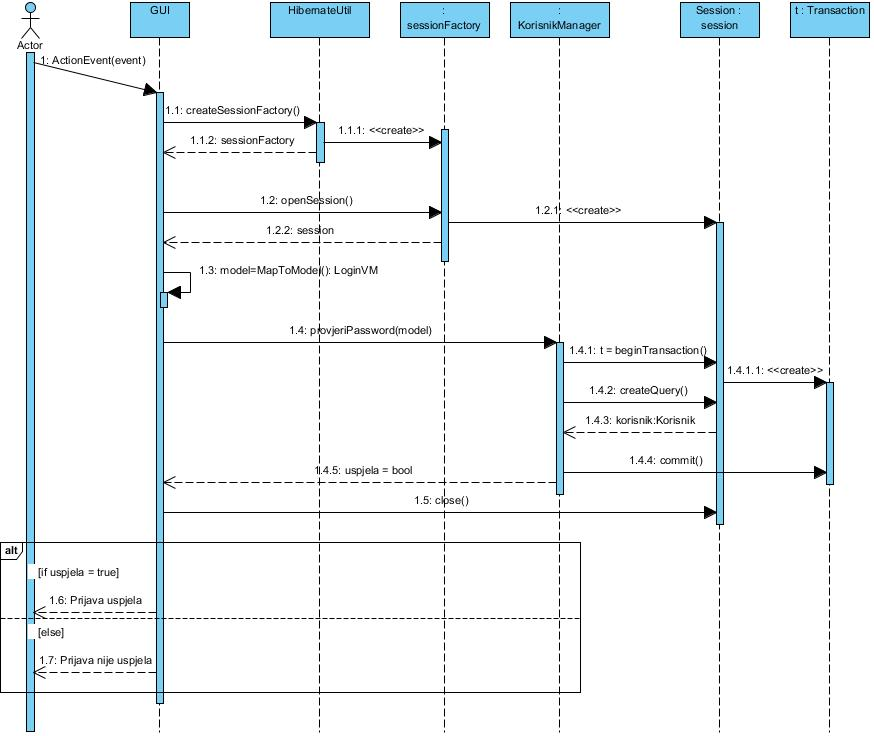 GUI
HibernateUtil
:
sessionFactory
:
KorisnikManager
Session :
session
t : Transaction
Actor
1: ActionEvent(event)
1.1: createSessionFactory()
1.1.1: <<create>>
1.1.2: sessionFactory
1.2: openSession()
1.2.1: <<create>>
1.2.2: session
1.3: model=MapToModel(): LoginVM
1.4: provjeriPassword(model)
1.4.1: t = beginTransaction()
1.4.1.1: <<create>>
1.4.2: createQuery()
1.4.3: korisnik:Korisnik
1.4.4: commit()
1.4.5: uspjela = bool
1.5: close()
alt
[if uspjela = true]
1.6: Prijava uspjela
[else]
1.7: Prijava nije uspjela